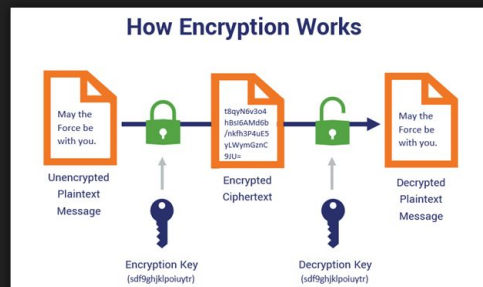 How Encryption Works
May the
Force be
with you.
t8qyN6v3o4
hBsI6AMd6b
/nkfh3P4uE5
yLWymGznC
9JU=
May the
Force be
with you.
Unencrypted
Plaintext
Message
Encrypted
Ciphertext
Decrypted
Plaintext
Message
Encryption Key
(sdf9ghjklpoiuytr)
Decryption Key
(sdf9ghjklpoiuytr)